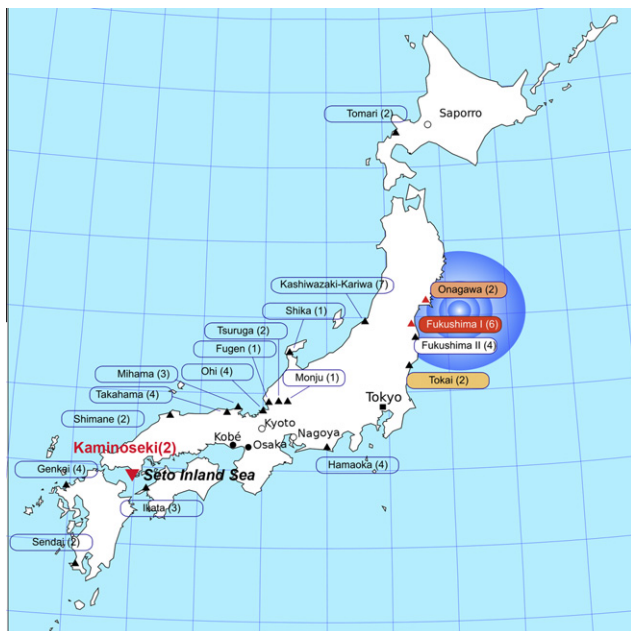 Tomari (2)
Saporro
Kashiwazaki-Kariwa (7)
Onagawa (2)
Shika (1)
Fukushima I (6)
Tsuruga (2)
Fukushima II (4)
Fugen (1)
Mihama (3)
Ohi (4)
Monju (1)
Tokai (2)
Takahama (4)
Tokyo
Shimane (2)
Kyoto
Nagoya
Kaminoseki(2)
Kobé
Osaka
Genkai (4)
Hamaoka (4)
Seto Inland Sea
Ikata (3)
Sendai (2)